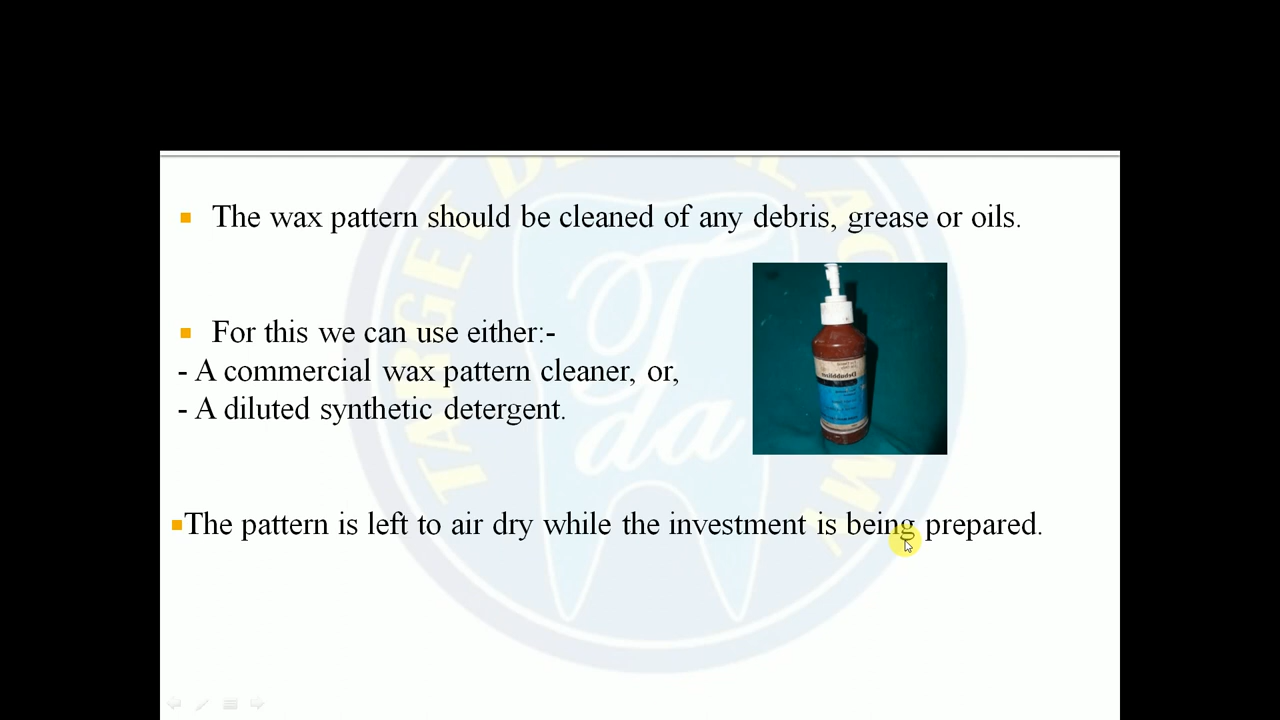 The wax pattern should be cleaned of any debris, grease or oils.
For this we can use either:-
- A commercial wax pattern cleaner, or,
- A diluted synthetic detergent.
The pattern is left to air dry while the investment is being prepared.
TARGET
da